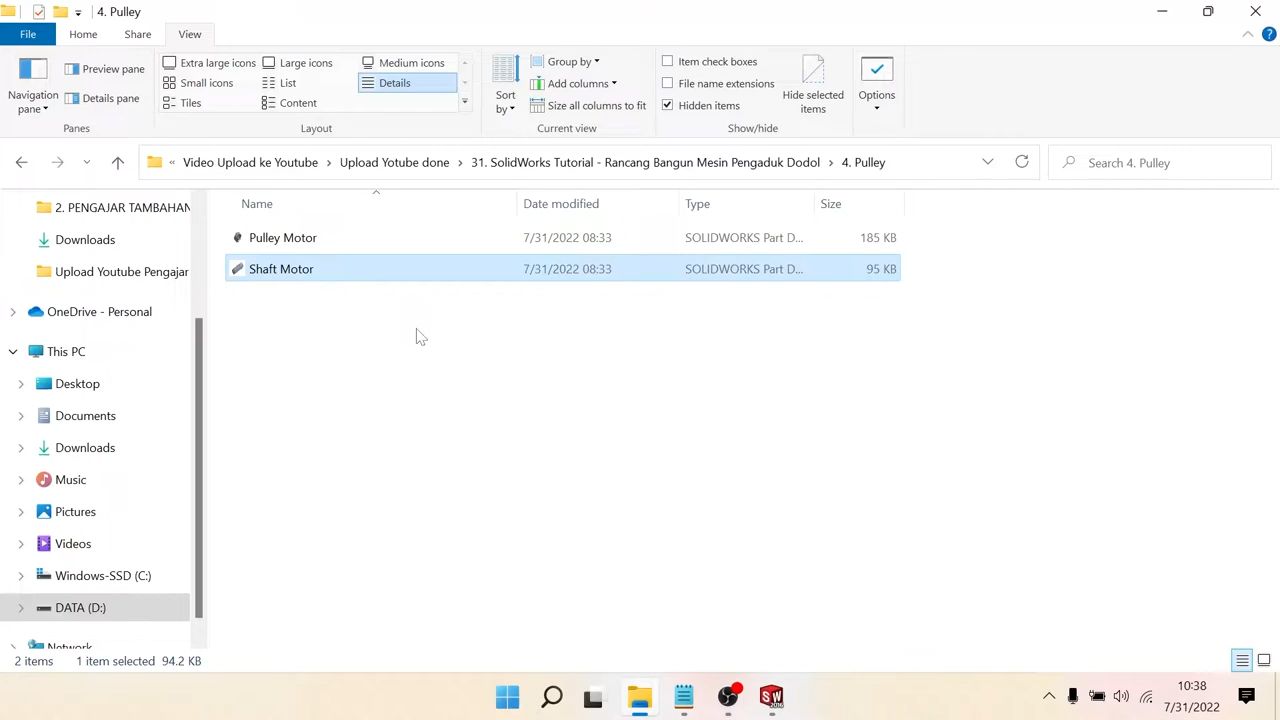 4. Pulley
File Home Share View
Navigation pane
Preview pane
Details pane
Panes
Extra large icons Large icons Medium icons
Small icons List Details
Tiles Content
Layout
Sort by
Group by
Add columns
Size all columns to fit
Current view
Item check boxes
File name extensions
Hidden items
Hide selected items
Show/hide
Options
« Video Upload ke Youtube Upload Yotube done 31. SolidWorks Tutorial - Rancang Bangun Mesin Pengaduk Dodol 4. Pulley
Search 4. Pulley
Name Date modified Type Size
Pulley Motor 7/31/2022 08:33 SOLIDWORKS Part D... 185 KB
Shaft Motor 7/31/2022 08:33 SOLIDWORKS Part D... 95 KB
2. PENGAJAR TAMBAHAN
Downloads
Upload Youtube Pengajar
OneDrive - Personal
This PC
Desktop
Documents
Downloads
Music
Pictures
Videos
Windows-SSD (C:)
DATA (D:)
Network
2 items 1 item selected 94.2 KB
SW
2016
10:38
7/31/2022